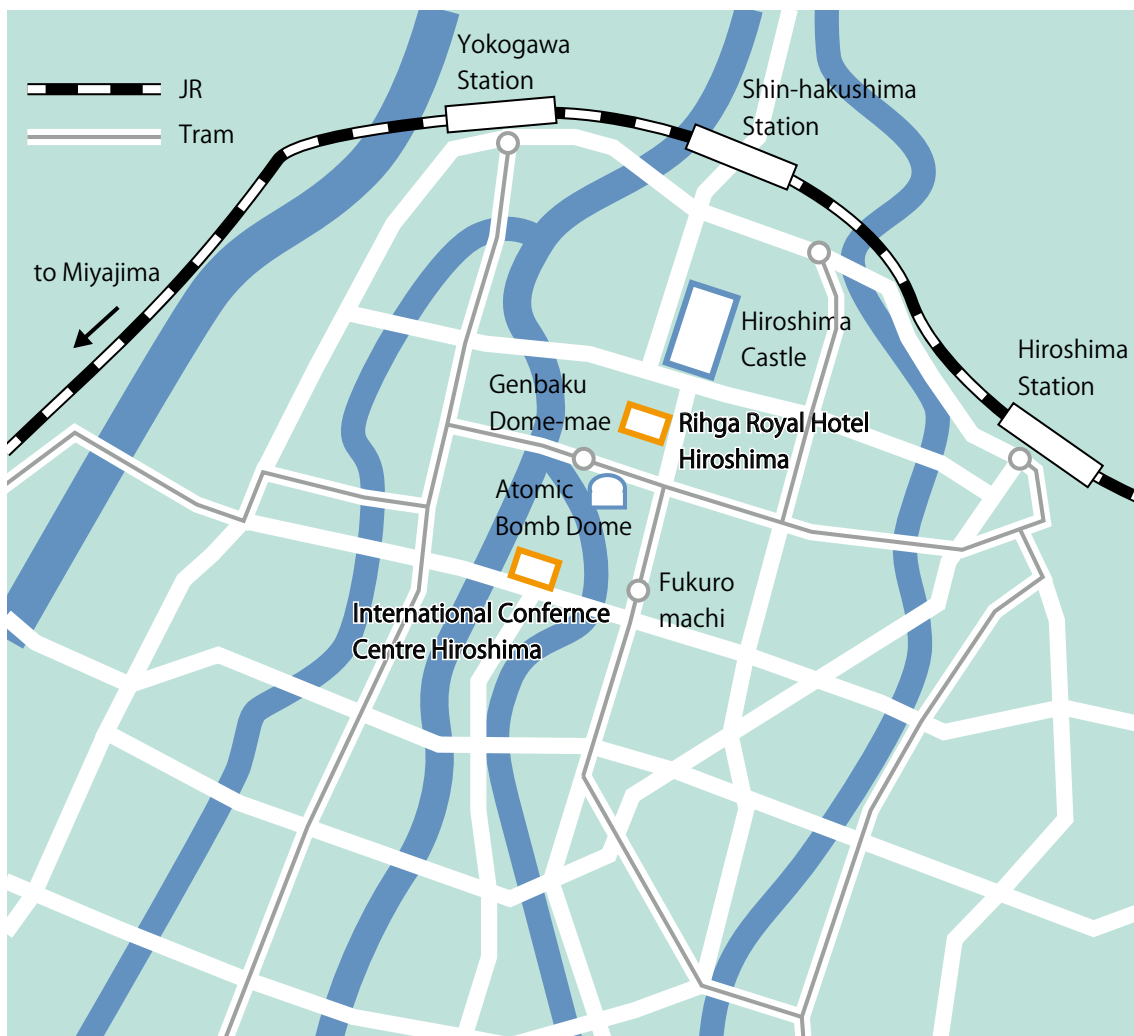 Yokogawa
Station
JR
Shin-hakushima
Station
Tram
to Miyajima
Hiroshima
Castle
Hiroshima
Station
Genbaku
Dome-mae
Rihga Royal Hotel
Hiroshima
Atomic
Bomb Dome
Fukuro
machi
International Confernce
Centre Hiroshima